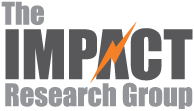 The
IMPACT
Research Group